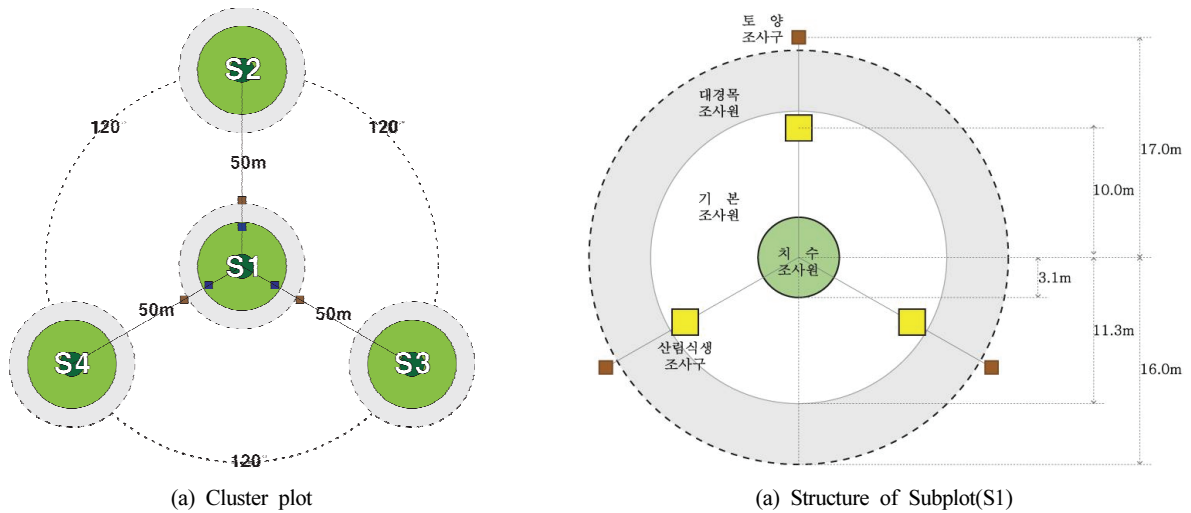 S2
120°
120°
50m
S1
50m
50m
S4
S3
120°
(a) Cluster plot
토 양
조사구
대경목
조사원
17.0m
10.0m
기 본
조사원
치 수
조사원
3.1m
11.3m
산림식생
조사구
16.0m
(a) Structure of Subplot(S1)